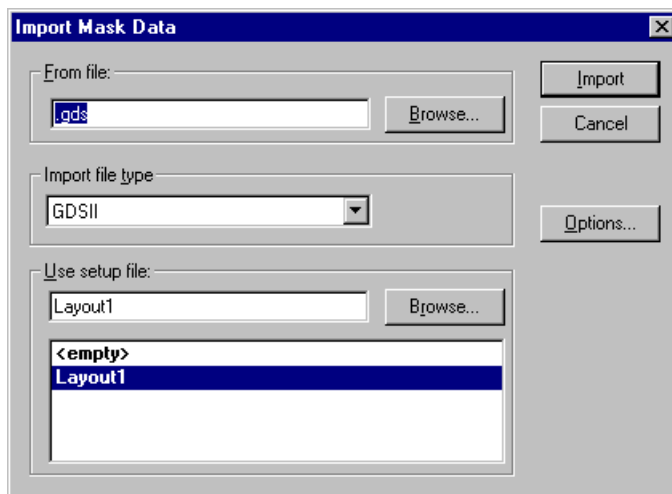 Import Mask Data
From file:
Import
.gds
Browse...
Cancel
Import file type
GDSII
Options...
Use setup file:
Layout1
Browse...
<empty>
Layout1